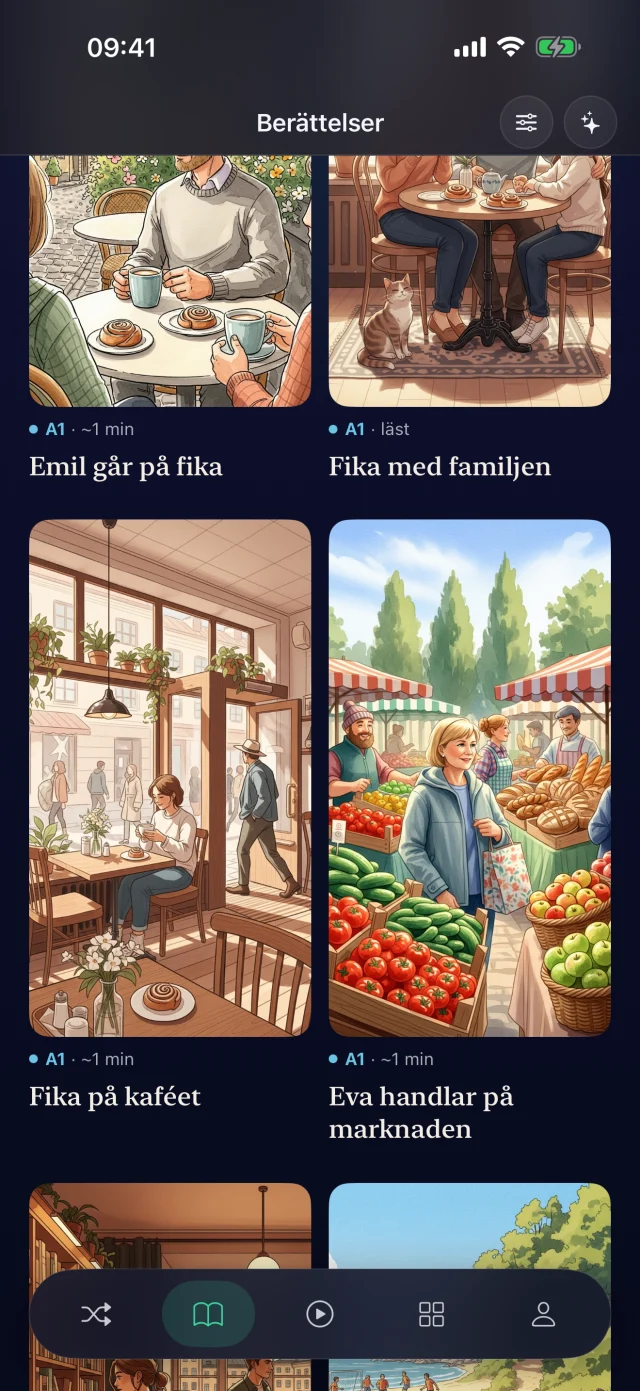 09:41
Berättelser
A1 · ~1 min
Emil går på fika
A1 · läst
Fika med familjen
A1 · ~1 min
Fika på kaféet
A1 · ~1 min
Eva handlar på
marknaden